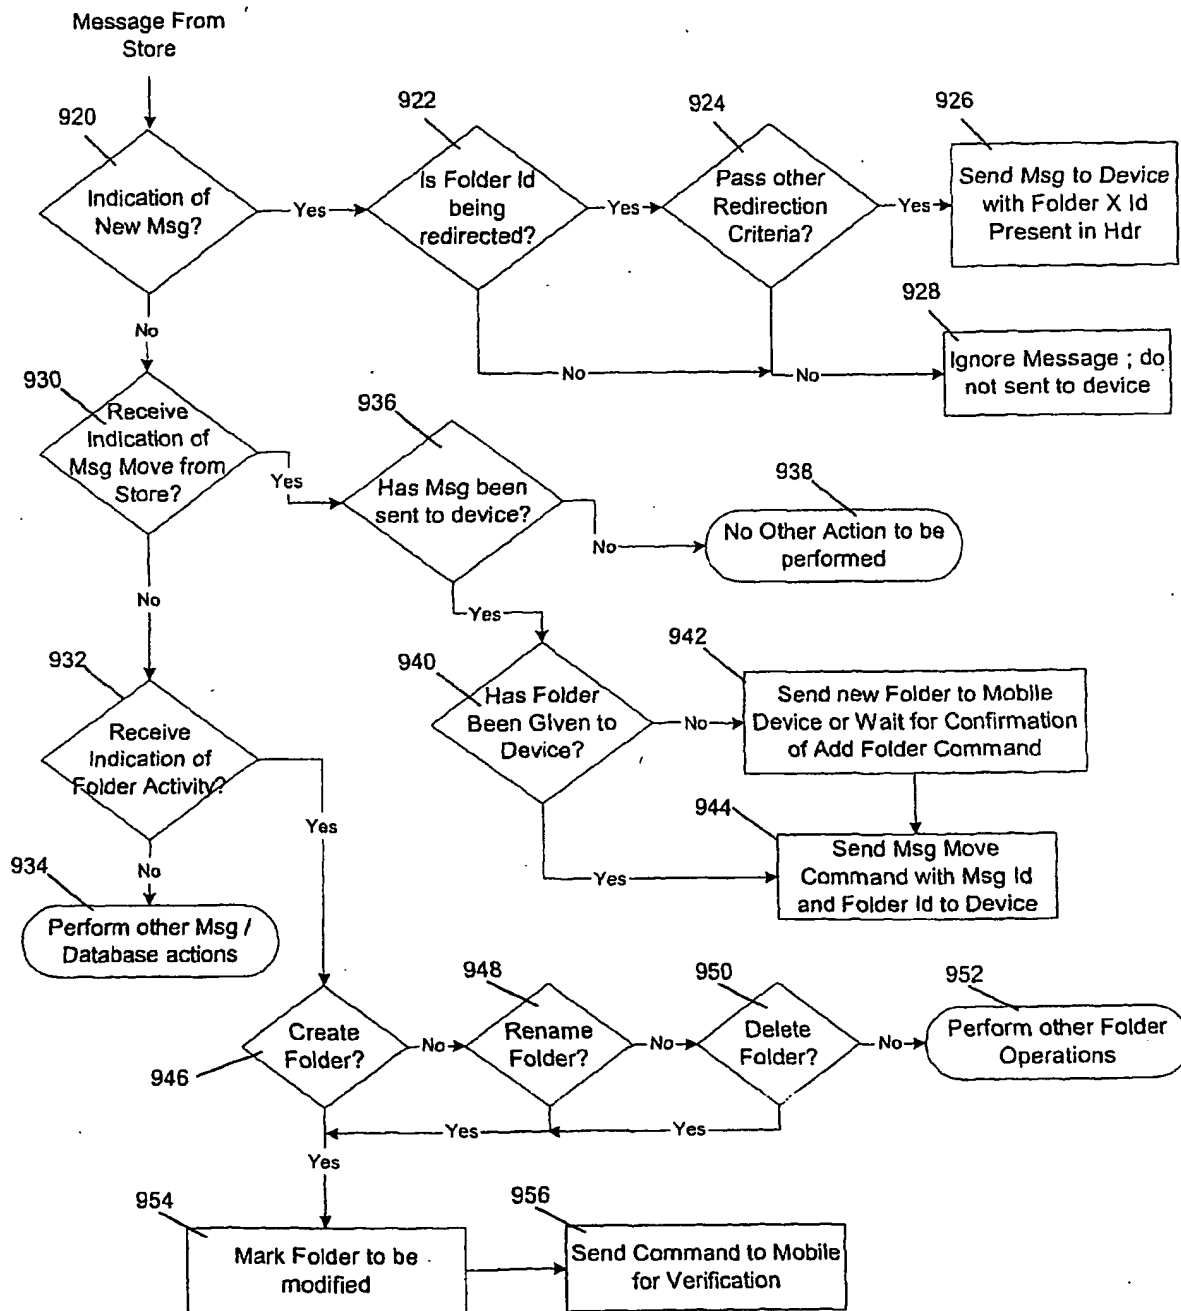 Message From
Store
920
922
924
926
Indication of
New Msg?
Yes
Is Folder Id
being
redirected?
Yes
Pass other
Redirection
Criteria?
Yes
Send Msg to Device
with Folder X Id
Present in Hdr
928
No
No
No
Ignore Message ; do
not sent to device
930
Receive
Indication of
Msg Move from
Store?
Yes
936
Has Msg been
sent to device?
938
No
No Other Action to be
performed
No
Yes
932
940
942
Receive
Indication of
Folder Activity?
Has Folder
Been Given to
Device?
No
Send new Folder to Mobile
Device or Wait for Confirmation
of Add Folder Command
944
Yes
No
Yes
Send Msg Move
Command with Msg Id
and Folder Id to Device
934
Perform other Msg /
Database actions
946
Create
Folder?
No
948
Rename
Folder?
No
950
Delete
Folder?
No
952
Perform other Folder
Operations
Yes
Yes
Yes
954
Mark Folder to be
modified
956
Send Command to Mobile
for Verification